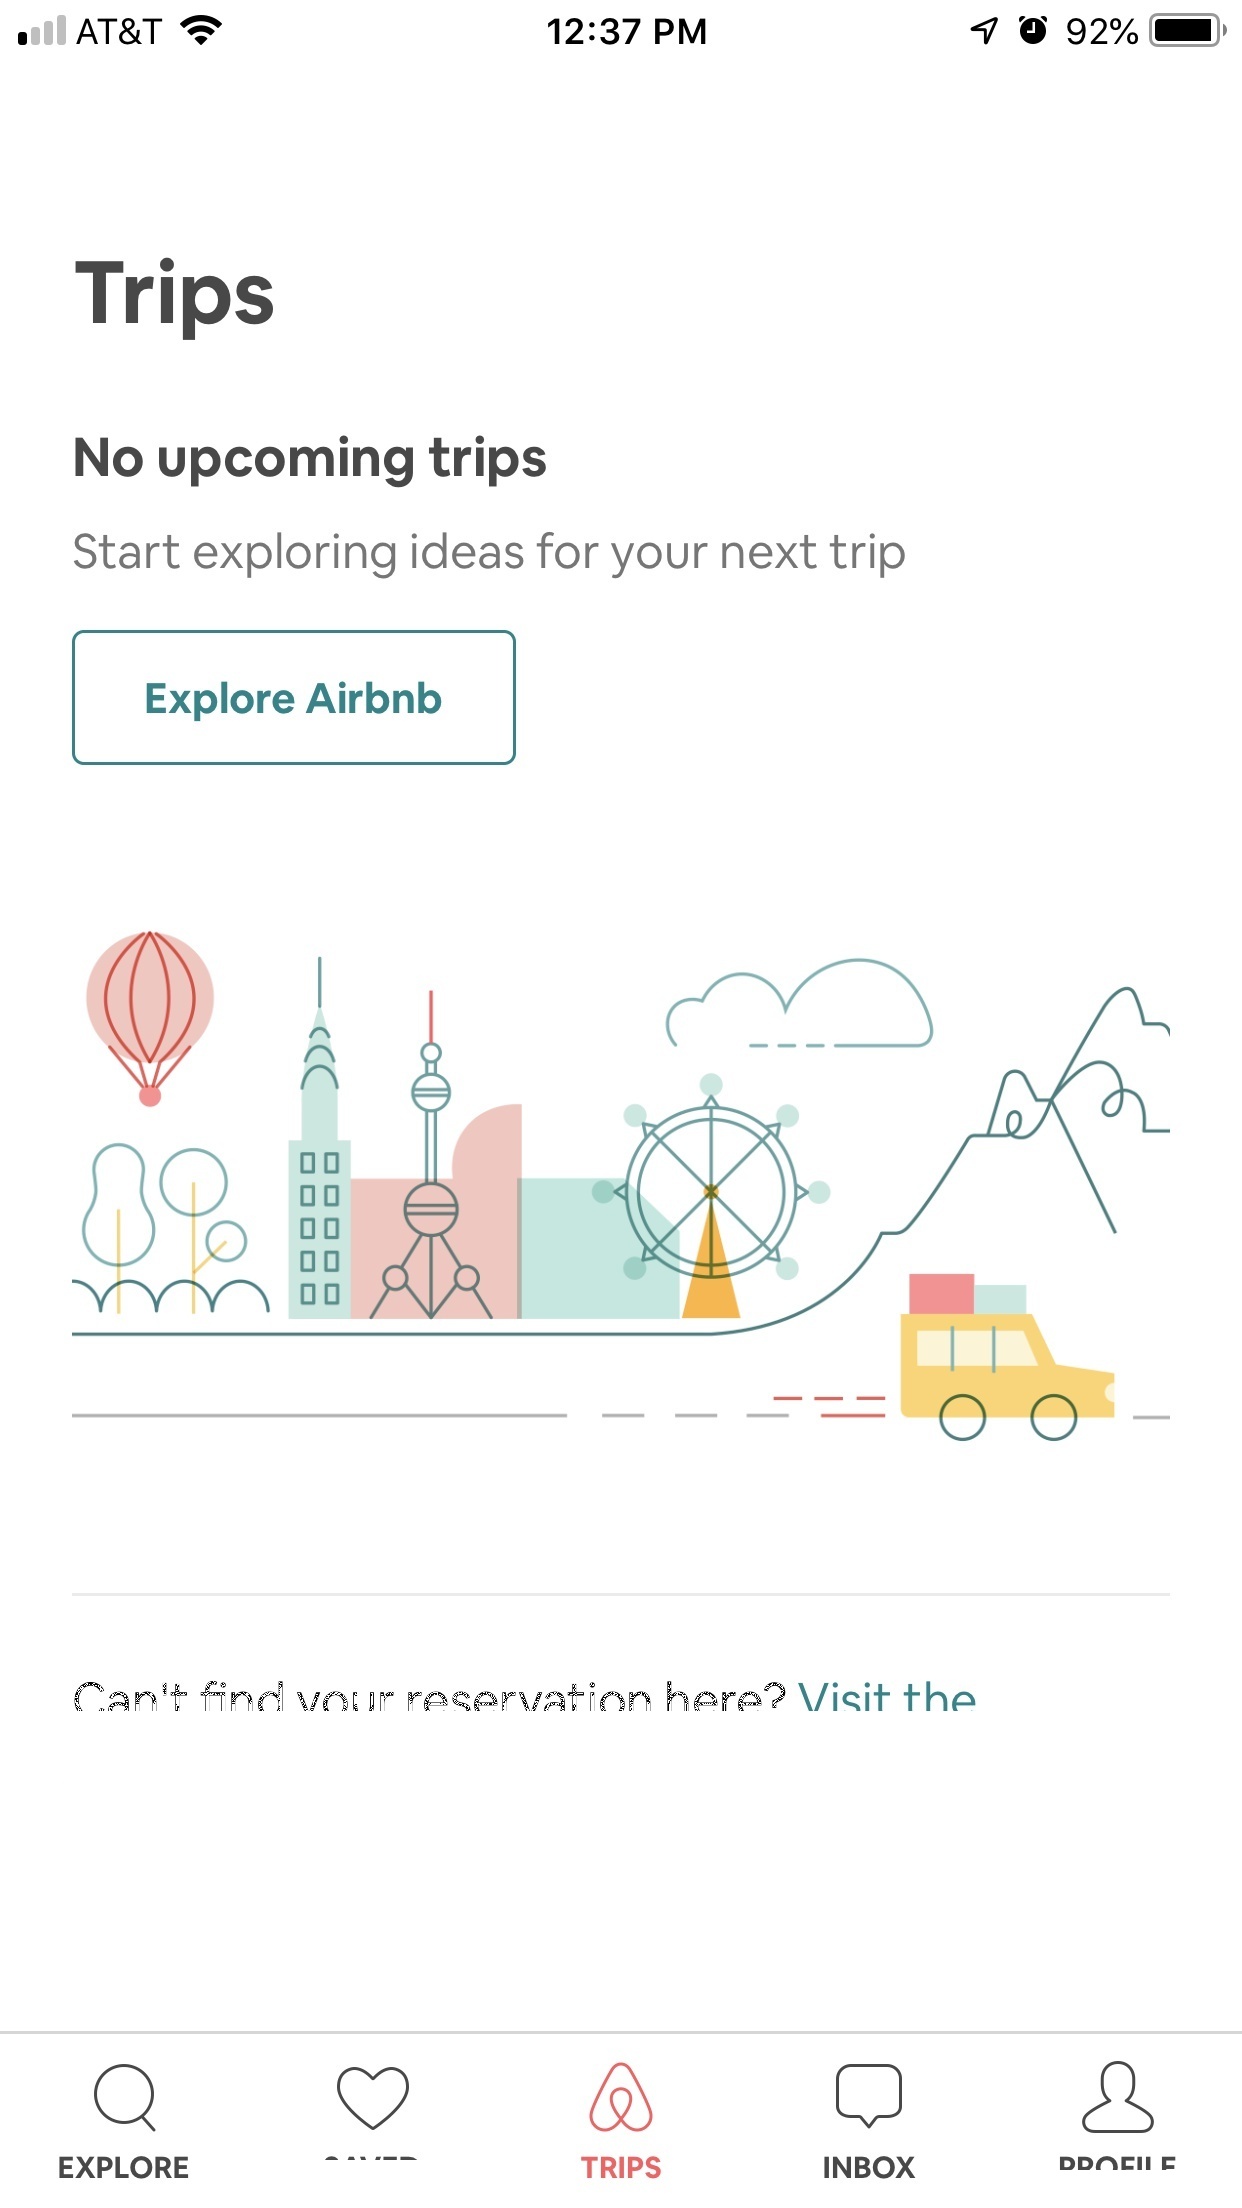 AT&T 12:37 PM 92%
Trips
No upcoming trips
Start exploring ideas for your next trip
Explore Airbnb
Can't find your reservation here? Visit the
EXPLORE SAVED TRIPS INBOX PROFILE